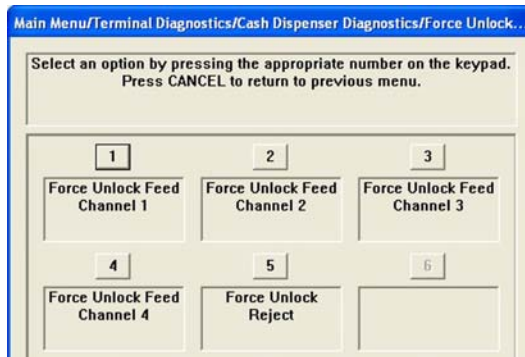 Main Menu/Terminal Diagnostics/Cash Dispenser Diagnostics/Force Unlock...
Select an option by pressing the appropriate number on the keypad.
Press CANCEL to return to previous menu.
1
2
3
Force Unlock Feed
Channel 1
Force Unlock Feed
Channel 2
Force Unlock Feed
Channel 3
4
5
6
Force Unlock Feed
Channel 4
Force Unlock
Reject